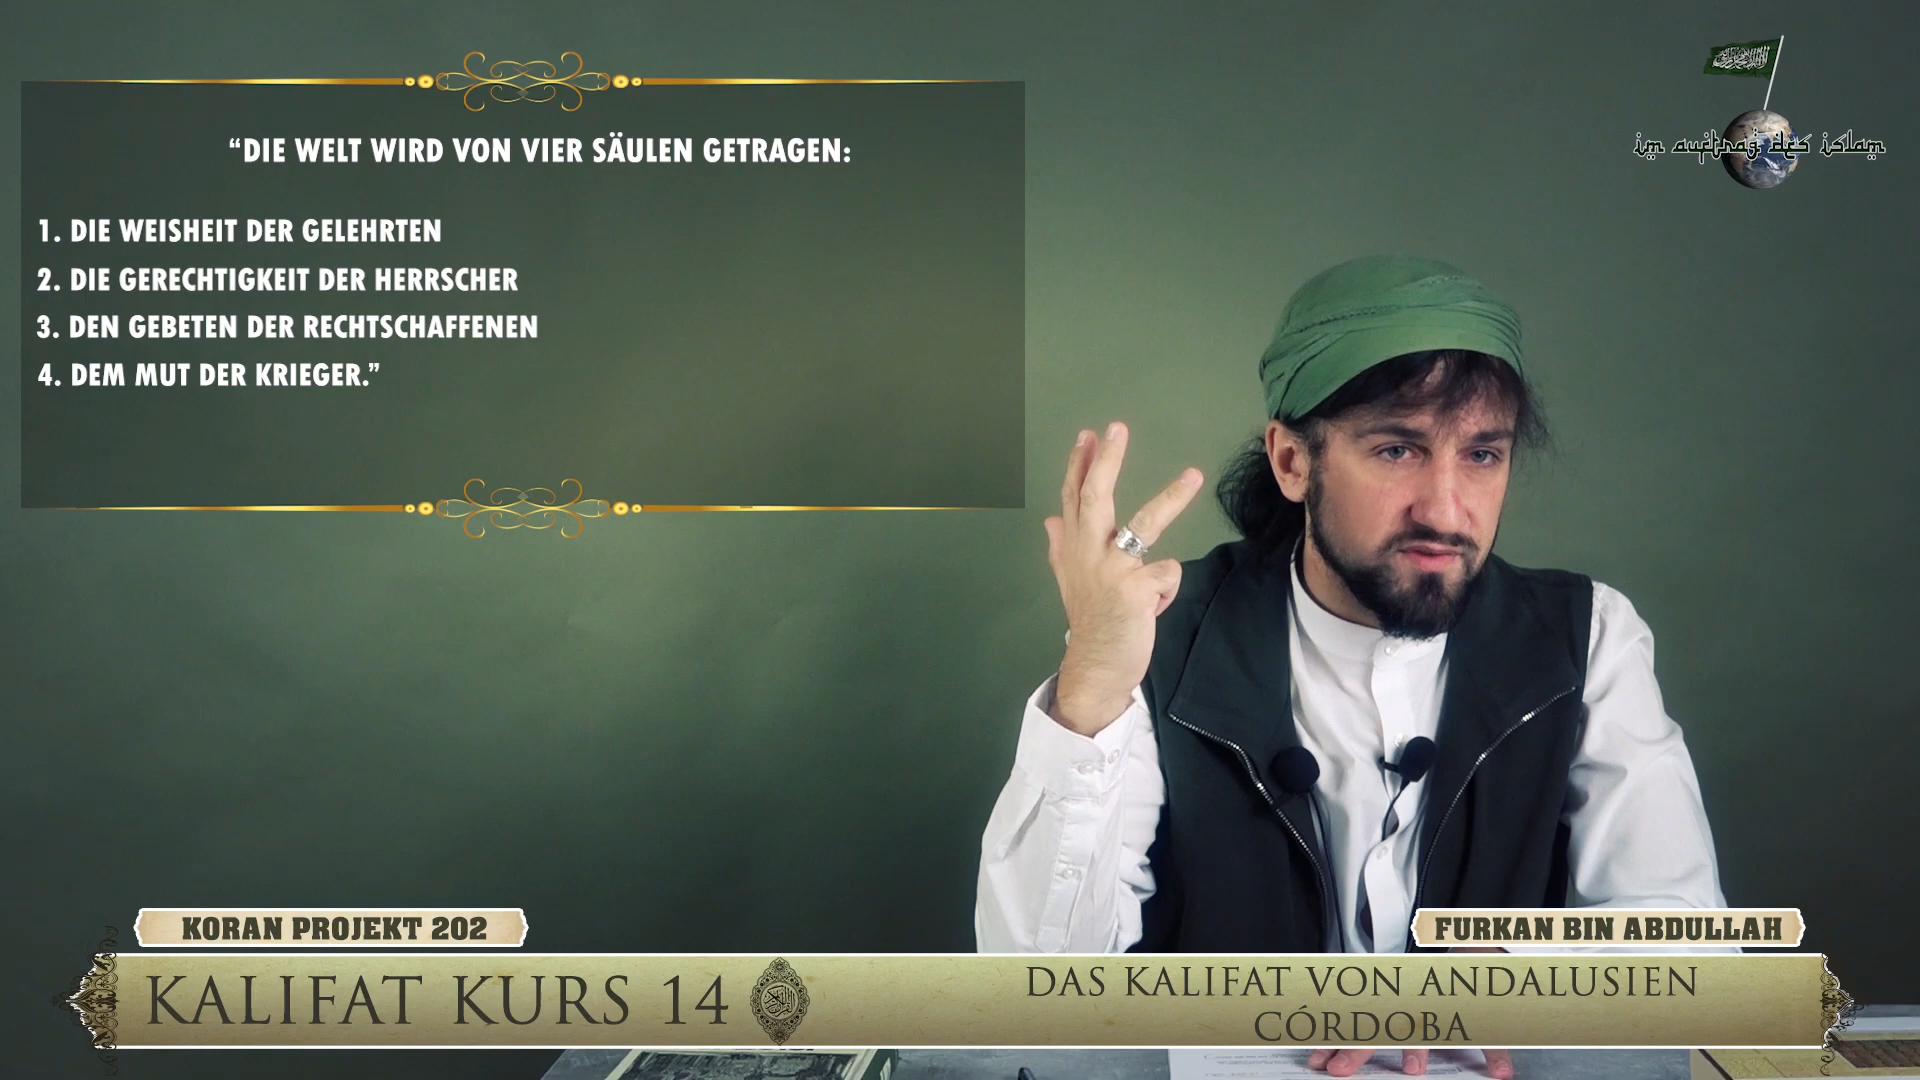 “DIE WELT WIRD VON VIER SÄULEN GETRAGEN:
1. DIE WEISHEIT DER GELEHRTEN
2. DIE GERECHTIGKEIT DER HERRSCHER
3. DEN GEBETEN DER RECHTSCHAFFENEN
4. DEM MUT DER KRIEGER.”
im auftrag des islam
KORAN PROJEKT 202
FURKAN BIN ABDULLAH
KALIFAT KURS 14
DAS KALIFAT VON ANDALUSIEN
CÓRDOBA